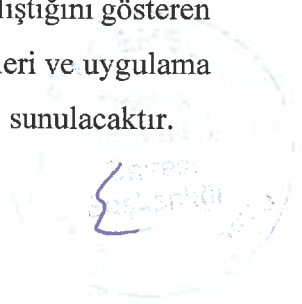 lıştığını gösteren
leri ve uygulama
sunulacaktır.